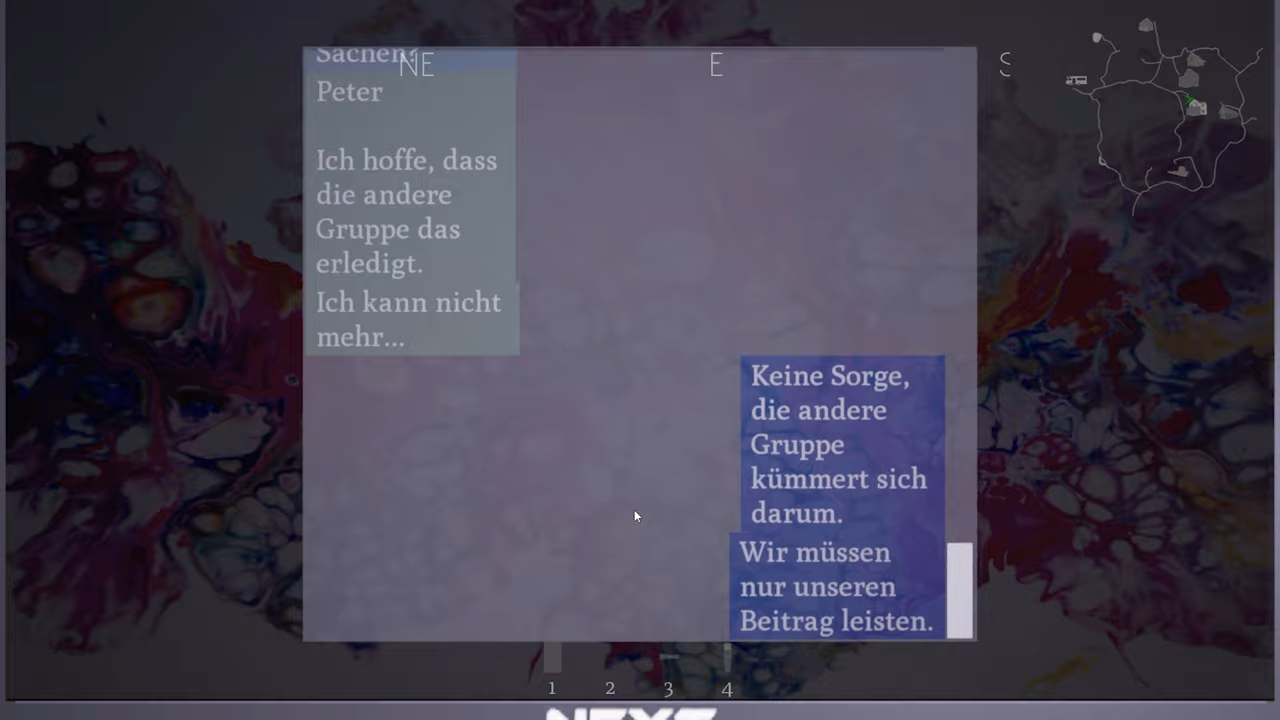 Sachen?
NE
E
S
Peter
Ich hoffe, dass
die andere
Gruppe das
erledigt.
Ich kann nicht
mehr...
Keine Sorge,
die andere
Gruppe
kümmert sich
darum.
Wir müssen
nur unseren
Beitrag leisten.
1 2 3 4